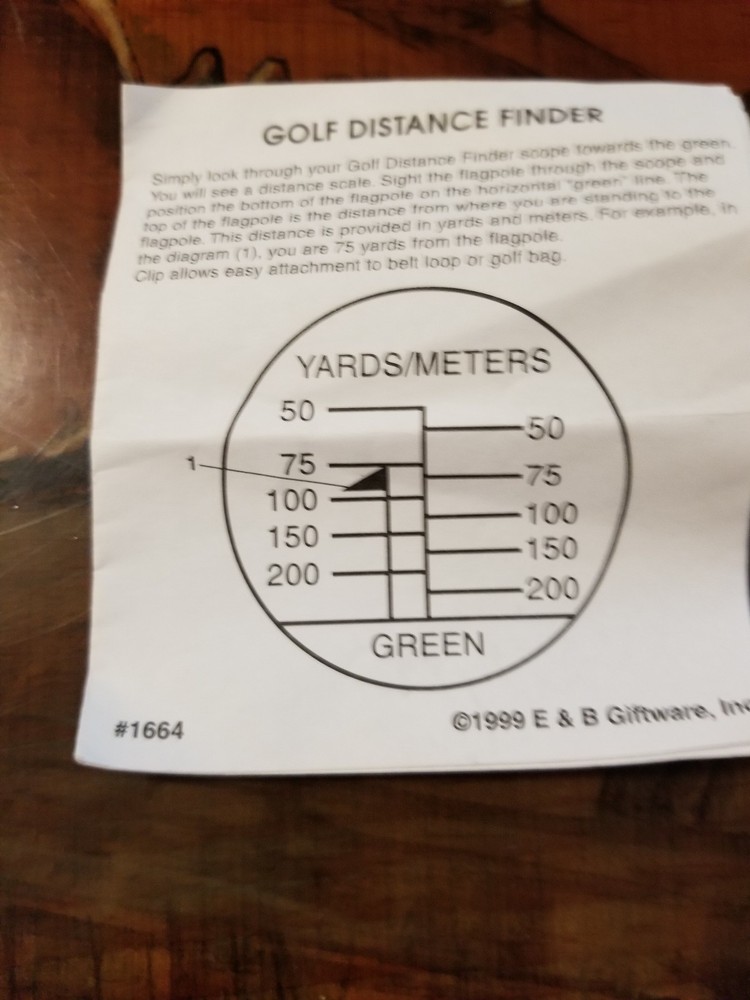 GOLF DISTANCE FINDER
Simply look through your Golf Distance Finder scope towards the green.
You will see a distance scale. Sight the flagpole through the scope and
position the bottom of the flagpole on the horizontal "green" line. The
top of the flagpole is the distance from where you are standing to the
flagpole. This distance is provided in yards and meters. For example, in
the diagram (1), you are 75 yards from the flagpole.
Clip allows easy attachment to belt loop or golf bag.
YARDS/METERS
50
50
1
75
75
100
100
150
150
200
200
GREEN
#1664
©1999 E & B Giftware, Inc